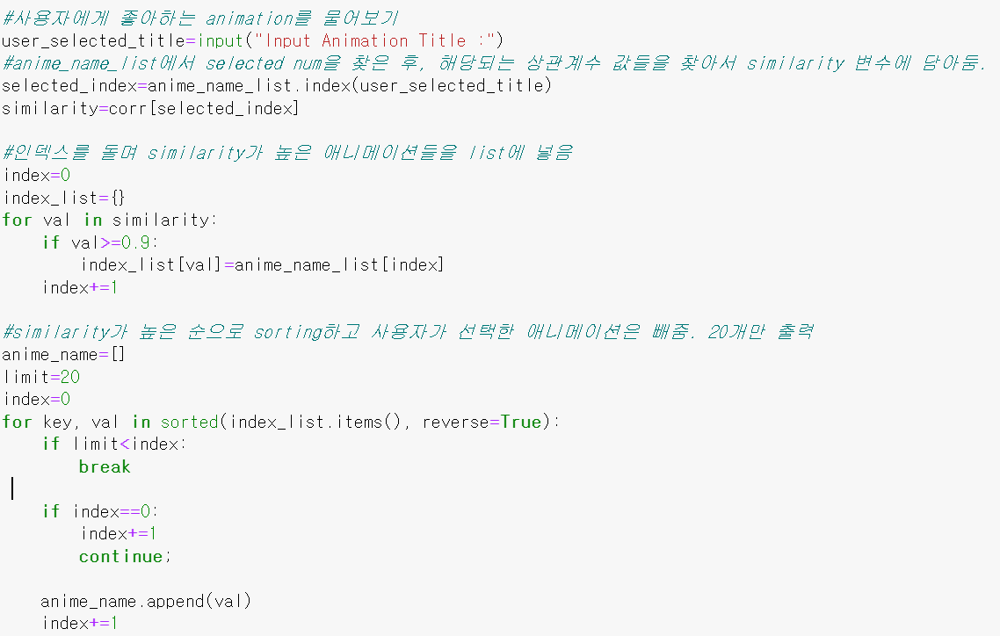 #사용자에게 좋아하는 animation를 물어보기
user_selected_title=input("Input Animation Title :")
#anime_name_list에서 selected num을 찾은 후, 해당되는 상관계수 값들을 찾아서 similarity 변수에 담아둠.
selected_index=anime_name_list.index(user_selected_title)
similarity=corr[selected_index]

#인덱스를 돌며 similarity가 높은 애니메이션들을 list에 넣음
index=0
index_list={}
for val in similarity:
    if val>=0.9:
        index_list[val]=anime_name_list[index]
    index+=1

#similarity가 높은 순으로 sorting하고 사용자가 선택한 애니메이션은 빼줌. 20개만 출력
anime_name=[]
limit=20
index=0
for key, val in sorted(index_list.items(), reverse=True):
    if limit<index:
        break

    if index==0:
        index+=1
        continue;

    anime_name.append(val)
    index+=1